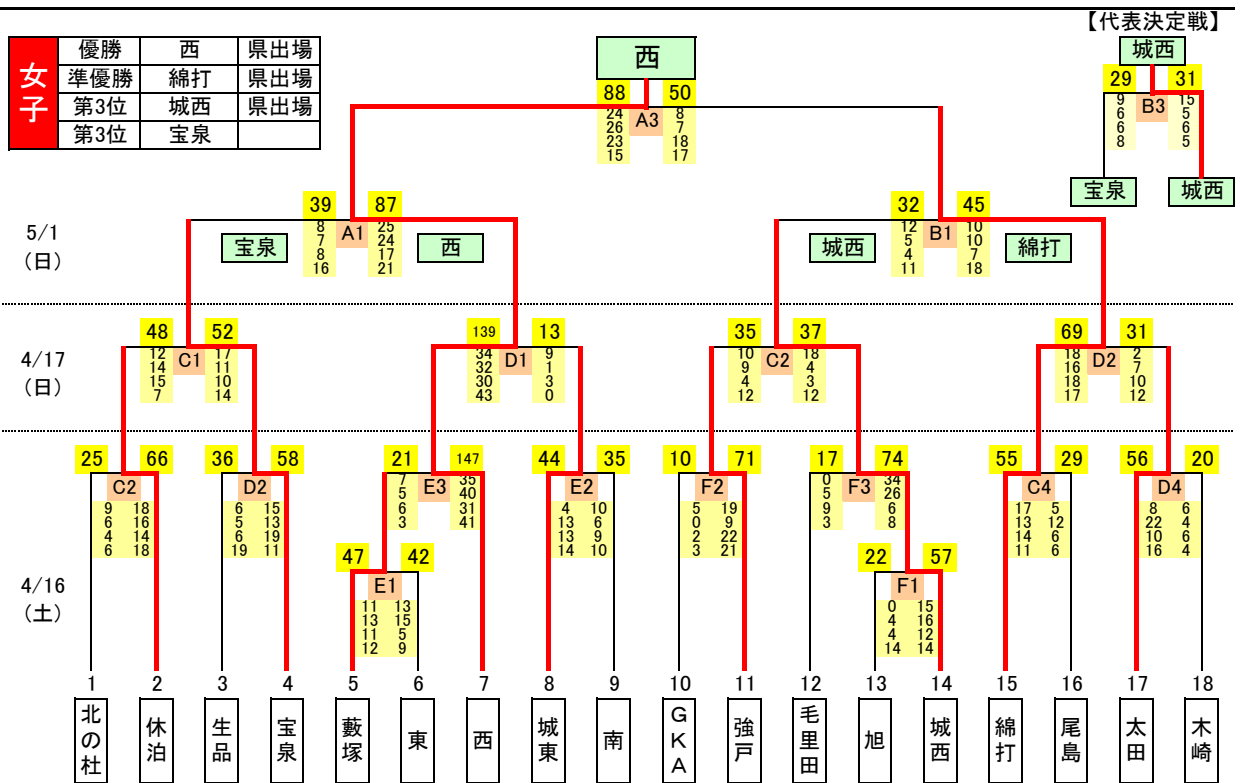 【代表決定戦】
女子
優勝 西 県出場
準優勝 綿打 県出場
第3位 城西 県出場
第3位 宝泉
西
88 50
A3
24 8
26 7
23 18
15 17
城西
29 31
B3
9 15
6 5
6 6
8 5
宝泉 城西
5/1
(日)
39 87
A1
8 25
7 24
8 17
16 21
宝泉 西
32 45
B1
12 10
5 10
4 7
11 18
城西 綿打
4/17
(日)
48 52
C1
12 17
14 11
15 10
7 14
139 13
D1
34 9
32 1
30 3
43 0
35 37
C2
10 18
9 4
4 3
12 12
69 31
D2
18 2
16 7
18 10
17 12
4/16
(土)
25 66
C2
9 18
6 16
4 14
6 18
36 58
D2
6 15
5 13
6 19
19 11
21 147
E3
7 35
5 40
6 31
3 41
44 35
E2
4 10
13 6
13 9
14 10
10 71
F2
5 19
0 9
2 22
3 21
17 74
F3
0 34
5 26
9 6
3 8
55 29
C4
17 5
13 12
14 6
11 6
56 20
D4
8 6
22 4
10 6
16 4
47 42
E1
11 13
13 15
11 5
12 9
22 57
F1
0 15
4 16
4 12
14 14
1 2 3 4 5 6 7 8 9 10 11 12 13 14 15 16 17 18
北の杜
休泊
生品
宝泉
藪塚
東
西
城東
南
GKA
強戸
毛里田
旭
城西
綿打
尾島
太田
木崎